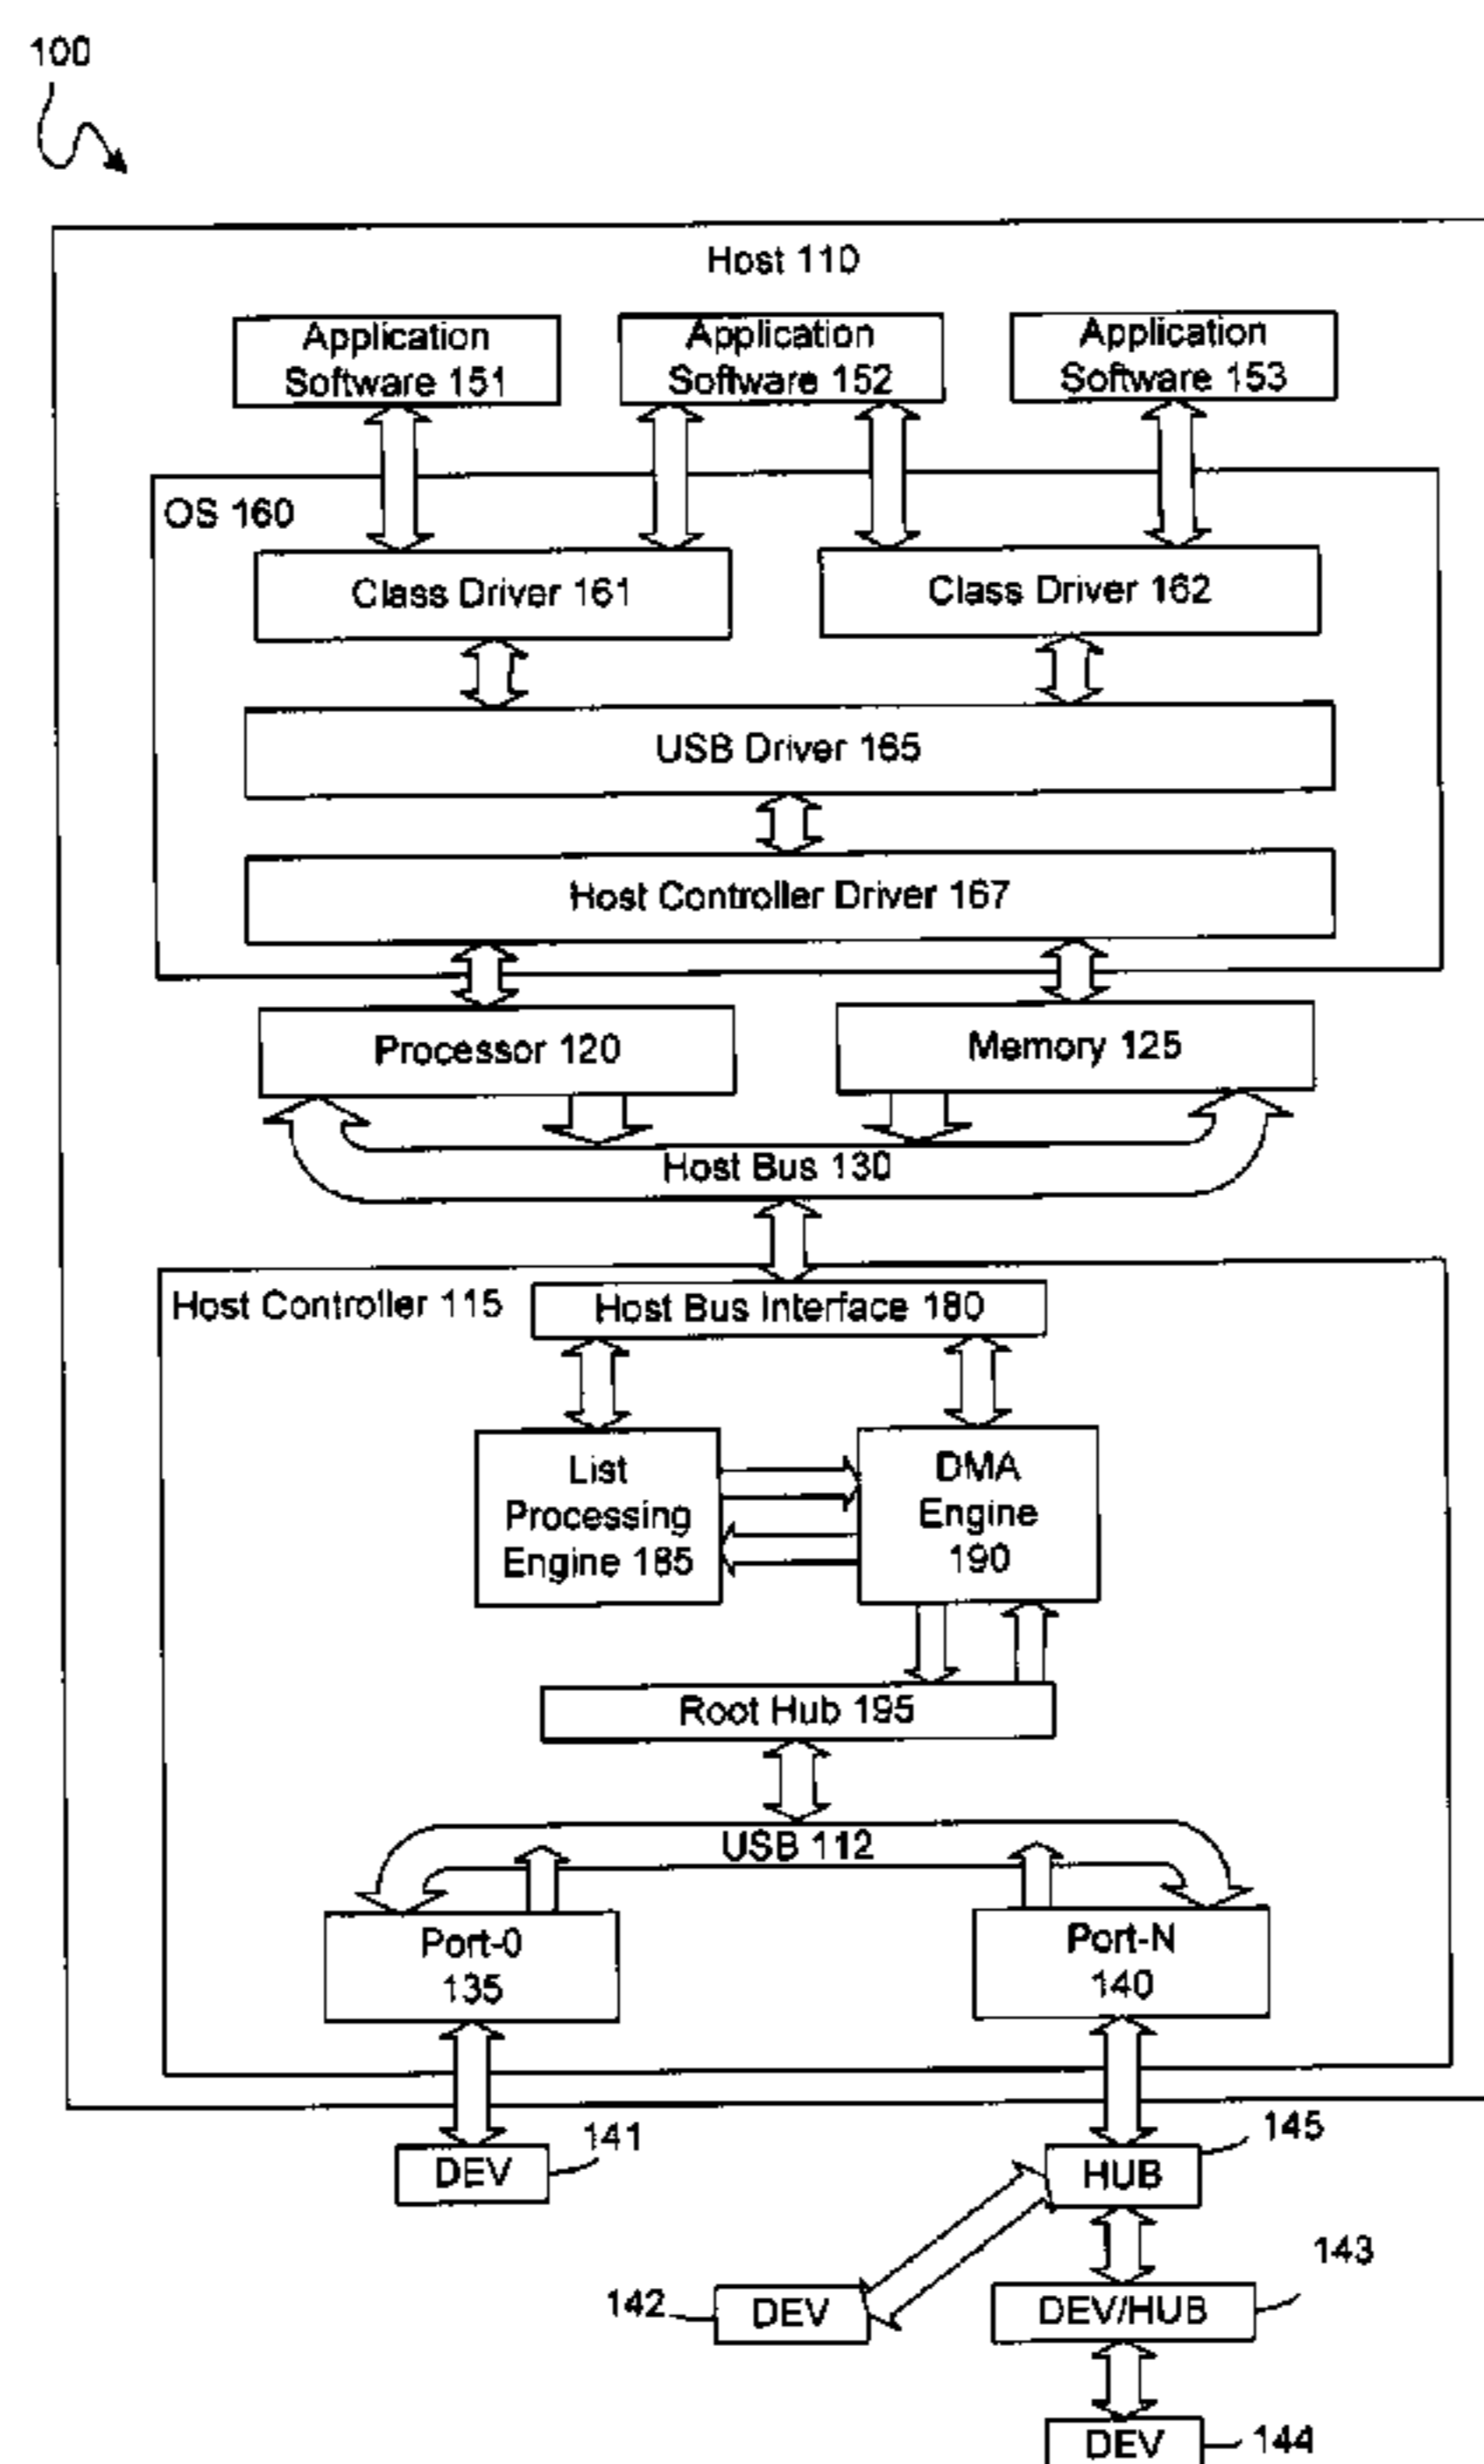 100
Host 110
Application
Software 151
Application
Software 152
Application
Software 153
OS 160
Class Driver 161
Class Driver 162
USB Driver 165
Host Controller Driver 167
Processor 120
Memory 125
Host Bus 130
Host Controller 115
Host Bus Interface 180
List
Processing
Engine 185
DMA
Engine
190
Root Hub 195
USB 112
Port-0
135
Port-N
140
141
DEV
145
HUB
143
142
DEV
DEV/HUB
DEV
144